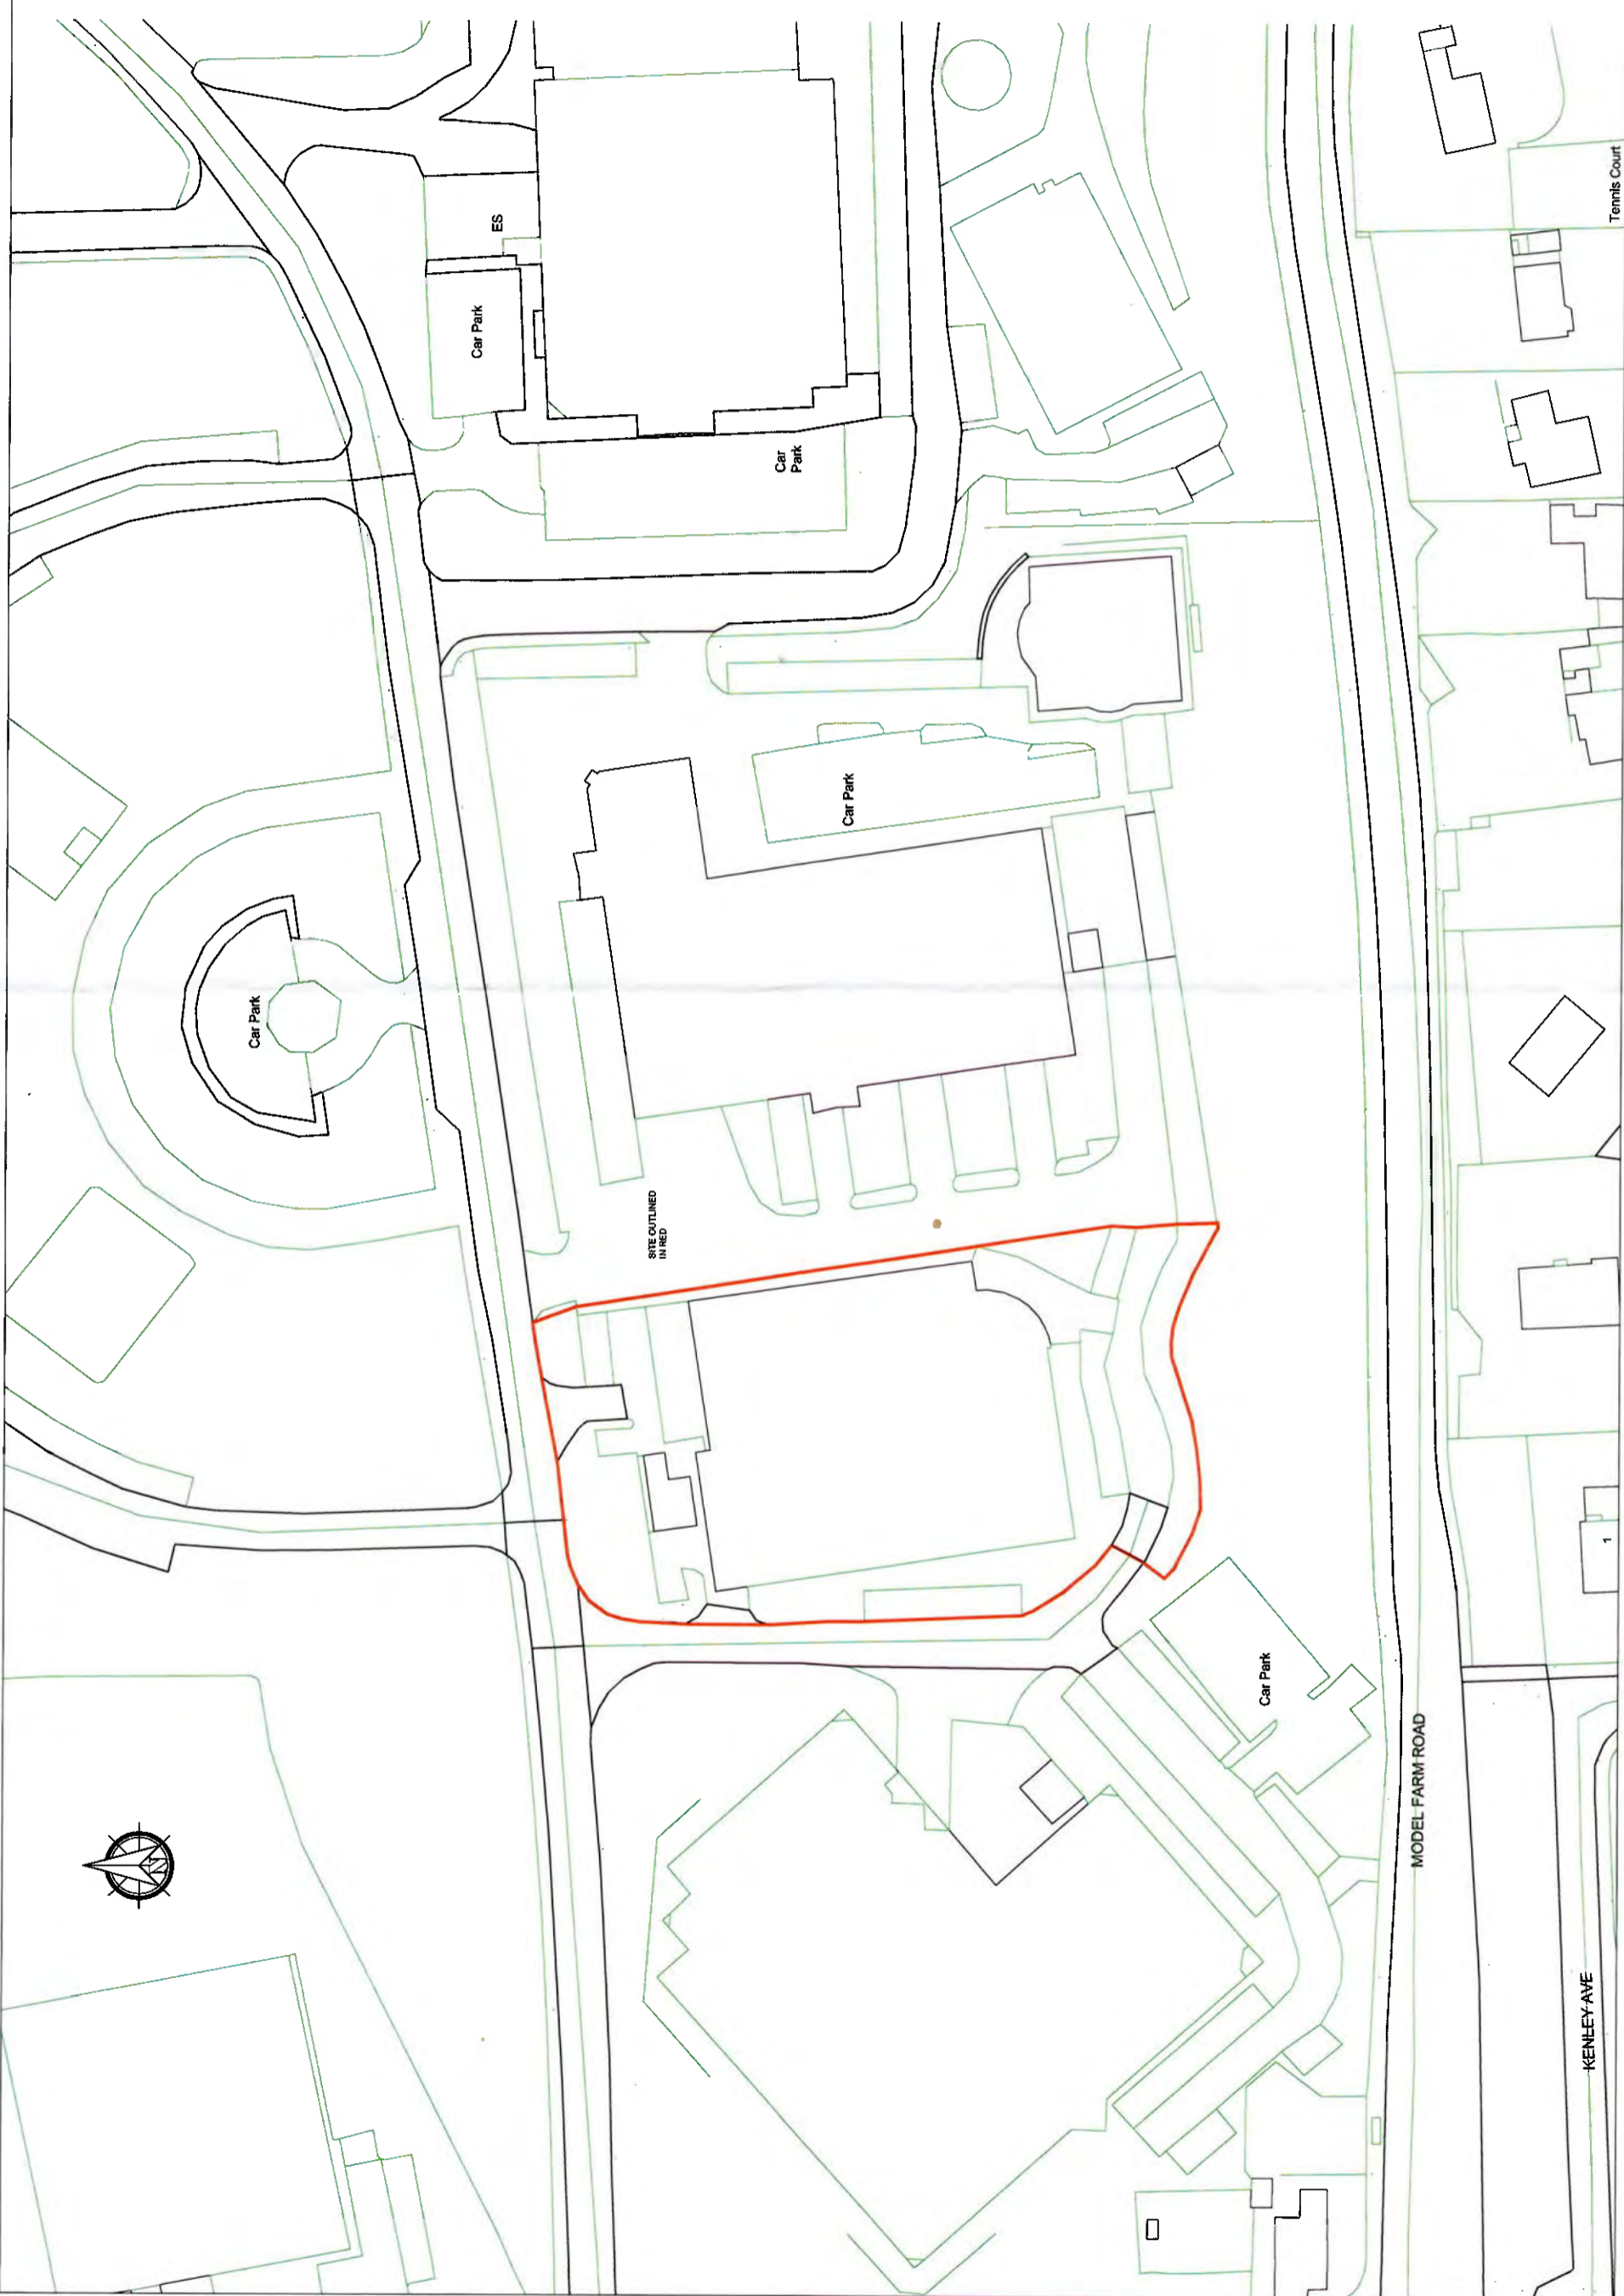 ES
Car Park
Car
Park
Tennis Court
Car Park
Car Park
SITE OUTLINED
IN RED
1
Car Park
MODEL FARM ROAD
KENLEY AVE
N